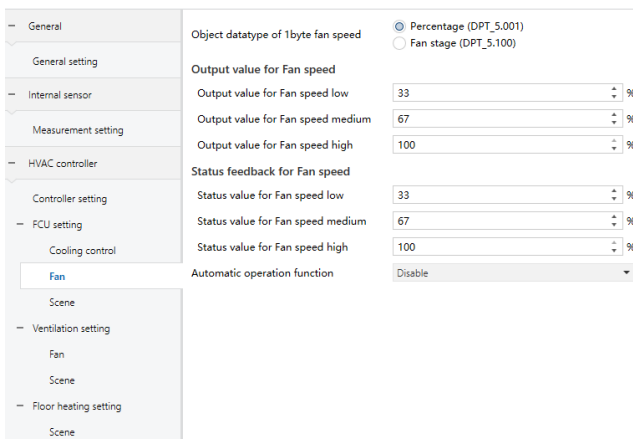 General
General setting
Internal sensor
Measurement setting
HVAC controller
Controller setting
FCU setting
Cooling control
Fan
Scene
Ventilation setting
Fan
Scene
Floor heating setting
Scene
Object datatype of 1byte fan speed
Percentage (DPT_5.001)
Fan stage (DPT_5.100)
Output value for Fan speed
Output value for Fan speed low 33 %
Output value for Fan speed medium 67 %
Output value for Fan speed high 100 %
Status feedback for Fan speed
Status value for Fan speed low 33 %
Status value for Fan speed medium 67 %
Status value for Fan speed high 100 %
Automatic operation function Disable